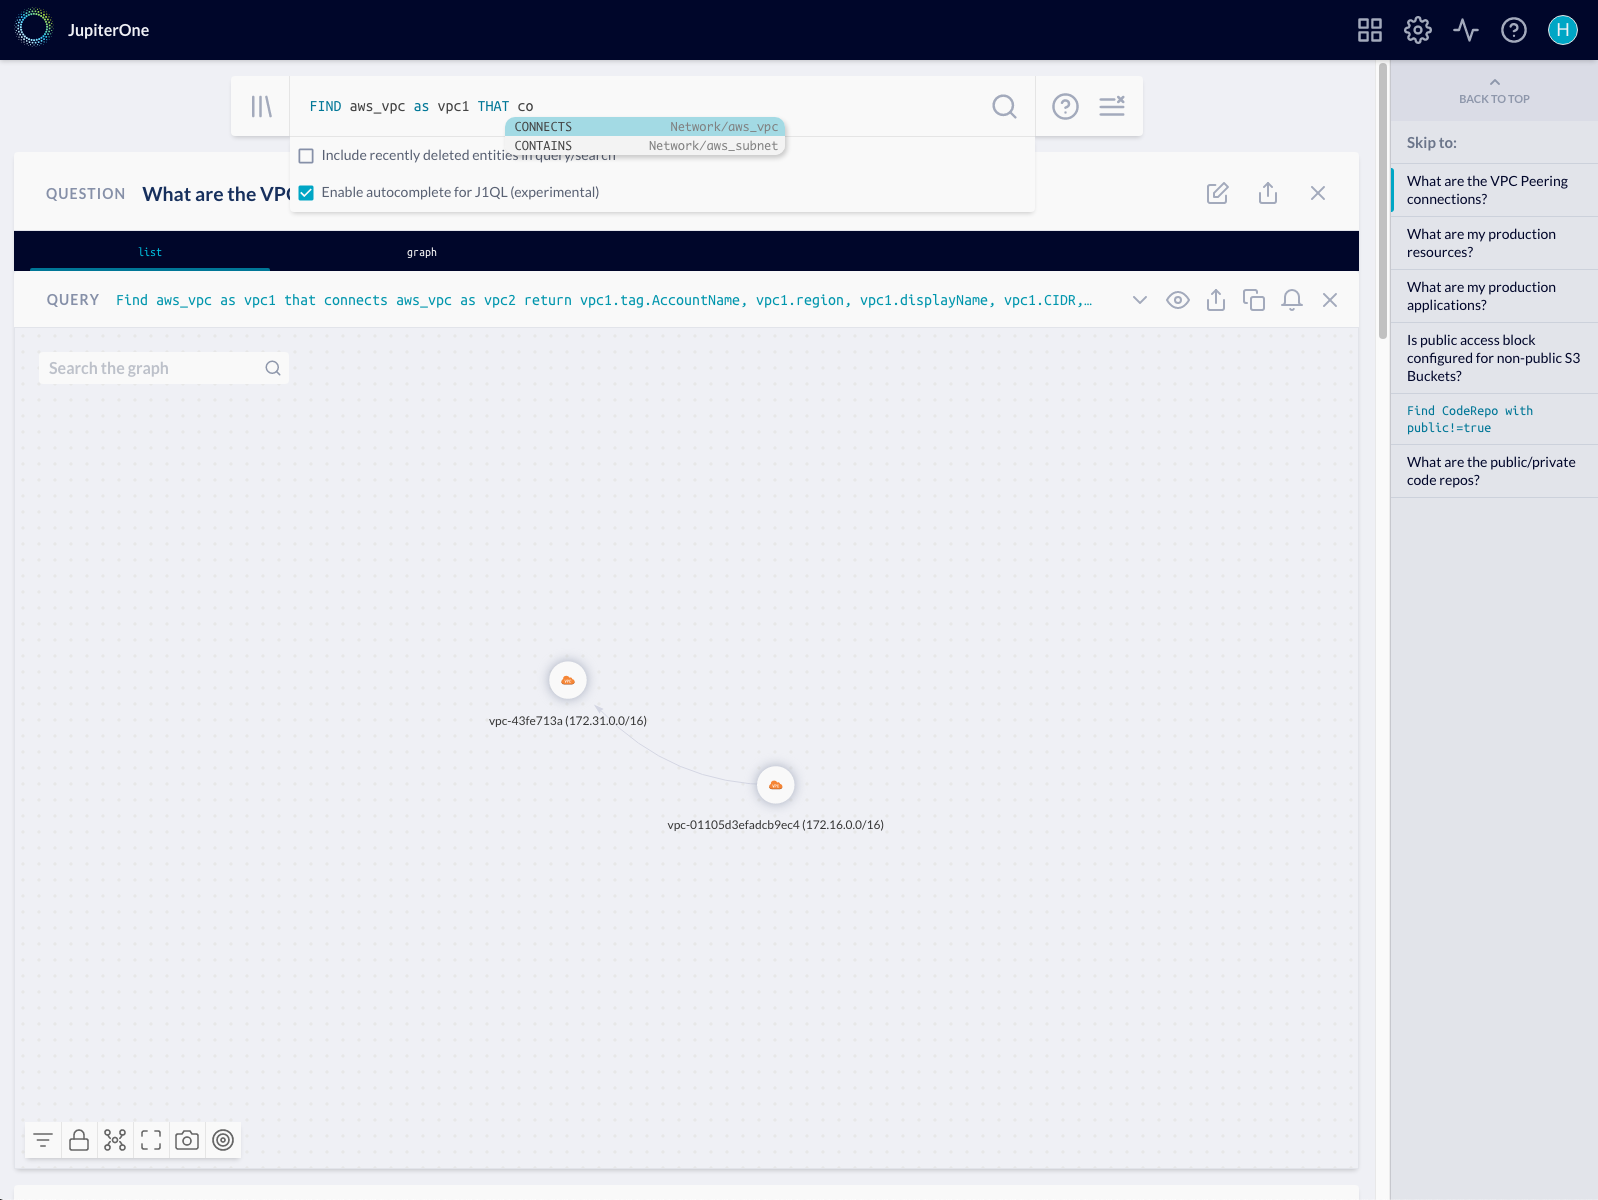 JupiterOne
H
FIND aws_vpc as vpc1 THAT co
CONNECTS Network/aws_vpc
CONTAINS Network/aws_subnet
Include recently deleted entities in query/search
Enable autocomplete for J1QL (experimental)
QUESTION What are the VPC
list graph
QUERY Find aws_vpc as vpc1 that connects aws_vpc as vpc2 return vpc1.tag.AccountName, vpc1.region, vpc1.displayName, vpc1.CIDR,…
Search the graph
vpc-43fe713a (172.31.0.0/16)
vpc-01105d3efadcb9ec4 (172.16.0.0/16)
BACK TO TOP
Skip to:
What are the VPC Peering
connections?
What are my production
resources?
What are my production
applications?
Is public access block
configured for non-public S3
Buckets?
Find CodeRepo with
public!=true
What are the public/private
code repos?